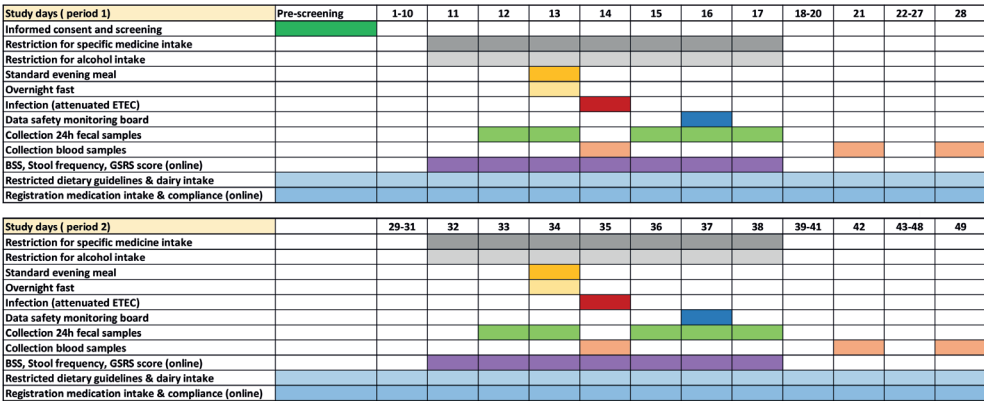 Study days ( period 1) Pre-screening 1-10 11 12 13 14 15 16 17 18-20 21 22-27 28
Informed consent and screening
Restriction for specific medicine intake
Restriction for alcohol intake
Standard evening meal
Overnight fast
Infection (attenuated ETEC)
Data safety monitoring board
Collection 24h fecal samples
Collection blood samples
BSS, Stool frequency, GSRS score (online)
Restricted dietary guidelines & dairy intake
Registration medication intake & compliance (online)
Study days ( period 2) 29-31 32 33 34 35 36 37 38 39-41 42 43-48 49
Restriction for specific medicine intake
Restriction for alcohol intake
Standard evening meal
Overnight fast
Infection (attenuated ETEC)
Data safety monitoring board
Collection 24h fecal samples
Collection blood samples
BSS, Stool frequency, GSRS score (online)
Restricted dietary guidelines & dairy intake
Registration medication intake & compliance (online)